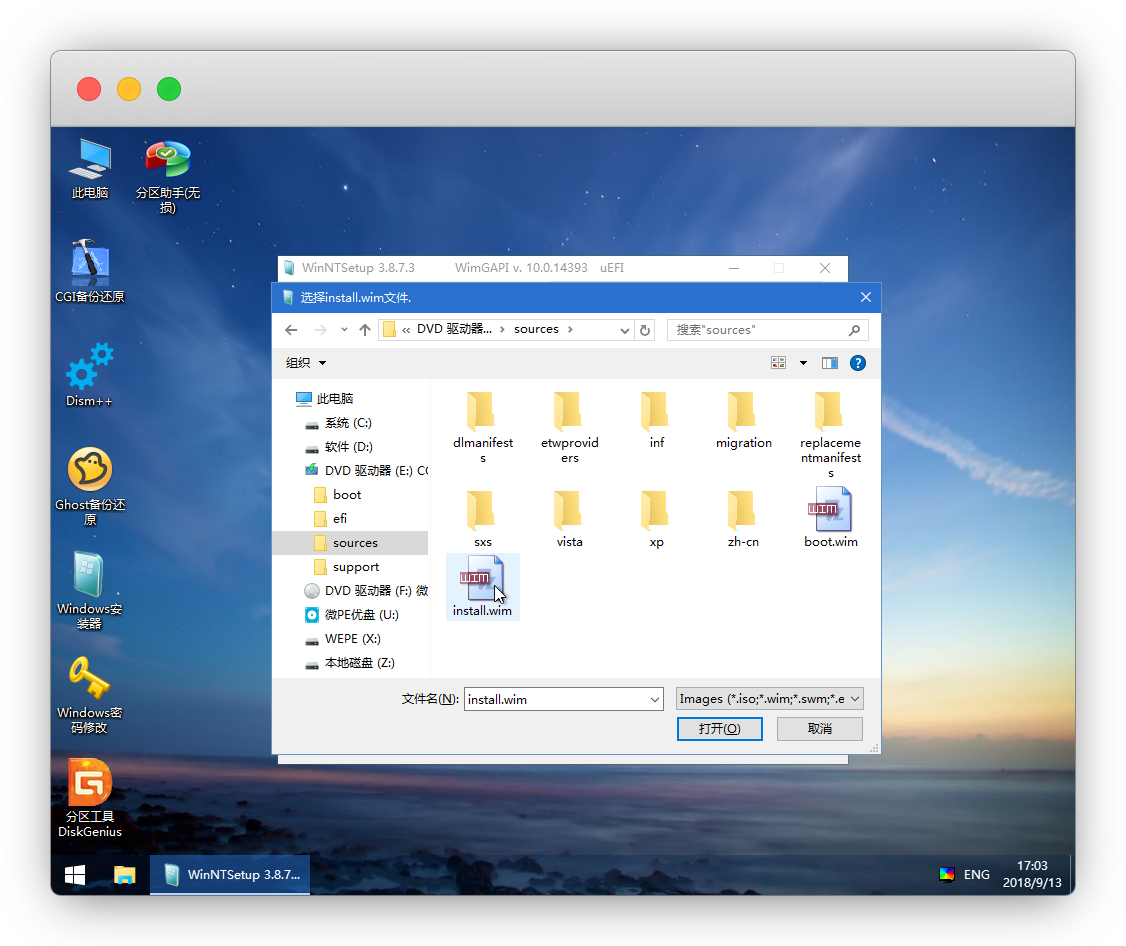 此电脑
分区助手(无
损)
CGI备份还原
Dism++
Ghost备份还
原
Windows安
装器
Windows密
码修改
分区工具
DiskGenius
WinNTSetup 3.8.7.3 WimGAPI v. 10.0.14393 uEFI
选择install.wim文件.
« DVD 驱动器... › sources ›
搜索"sources"
组织
此电脑
系统 (C:)
软件 (D:)
DVD 驱动器 (E:) CC
boot
efi
sources
support
DVD 驱动器 (F:) 微
微PE优盘 (U:)
WEPE (X:)
本地磁盘 (Z:)
dlmanifest
s
etwprovid
ers
inf
migration
replaceme
ntmanifest
s
sxs
vista
xp
zh-cn
WIM
boot.wim
WIM
install.wim
文件名(N):
install.wim
Images (*.iso;*.wim;*.swm;*.e
打开(O)
取消
WinNTSetup 3.8.7...
ENG
17:03
2018/9/13